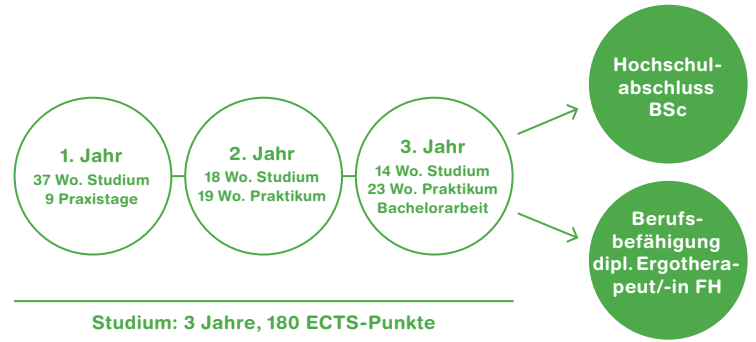 1. Jahr
37 Wo. Studium
9 Praxistage
2. Jahr
18 Wo. Studium
19 Wo. Praktikum
3. Jahr
14 Wo. Studium
23 Wo. Praktikum
Bachelorarbeit
Hochschul-
abschluss
BSc
Berufs-
befähigung
dipl. Ergothera-
peut/-in FH
Studium: 3 Jahre, 180 ECTS-Punkte